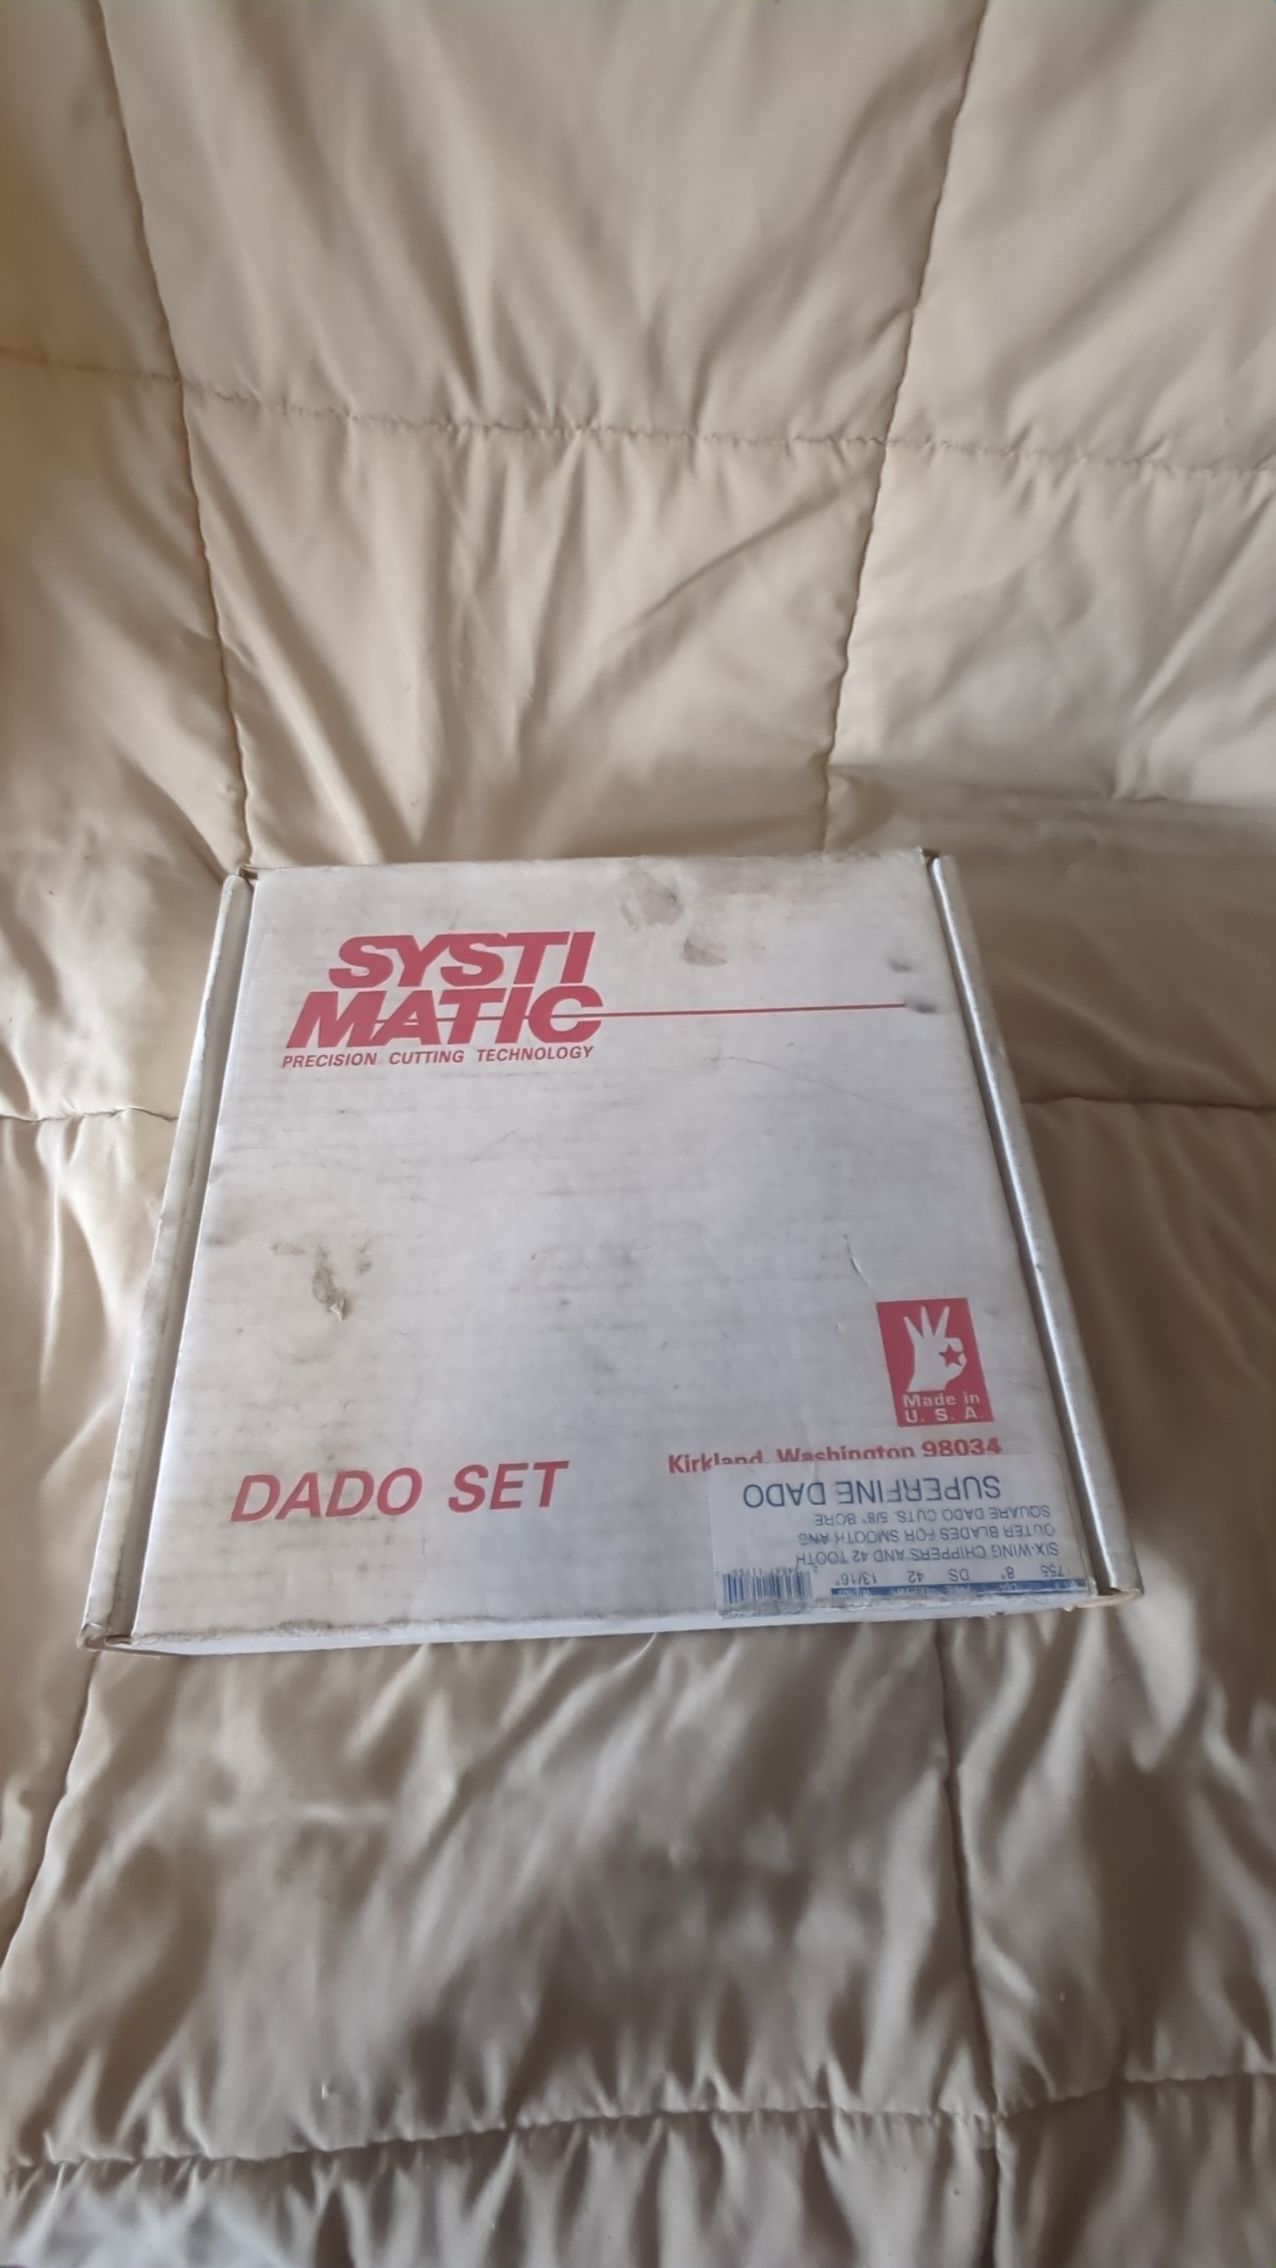 SYSTI
MATIC
PRECISION CUTTING TECHNOLOGY
Made in
U. S. A.
Kirkland, Washington 98034
DADO SET
SUPERFINE DADO
SIX-WING CHIPPERS AND 42 TOOTH
OUTER BLADES FOR SMOOTH AND
SQUARE DADO CUTS. 5/8" BORE
755 8" DS 42 13/16"